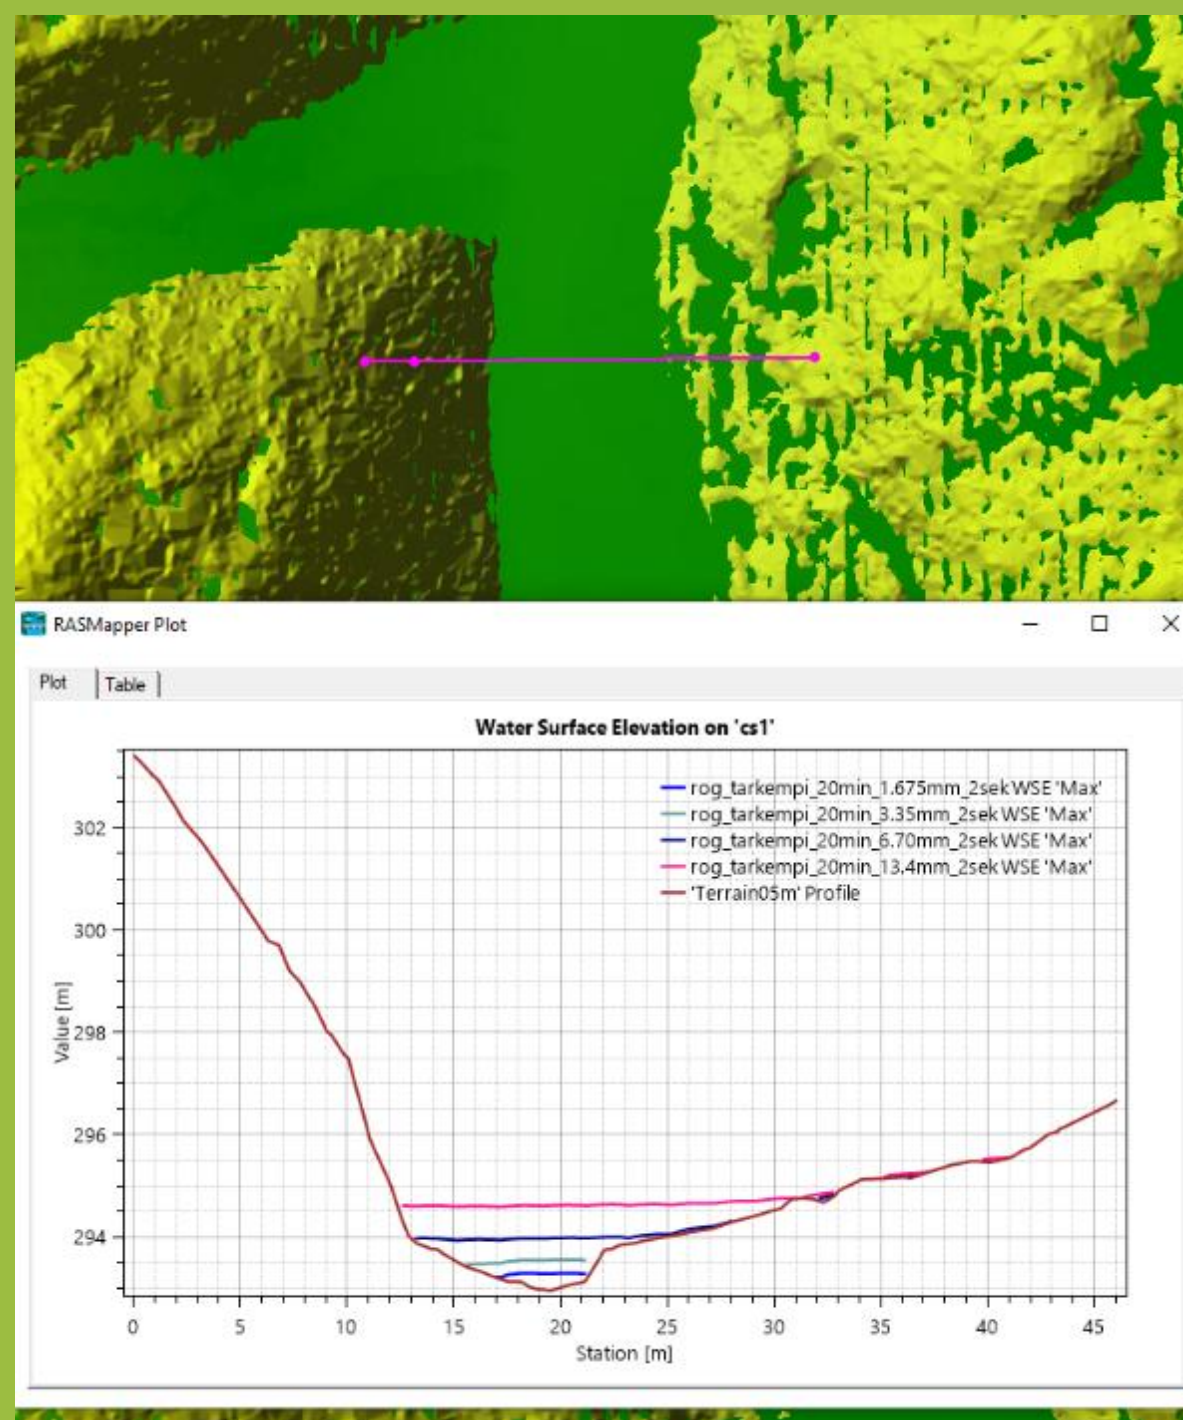 RASMapper Plot
Plot
Table
Water Surface Elevation on 'cs1'
rog_tarkempi_20min_1.675mm_2sek WSE 'Max'
rog_tarkempi_20min_3.35mm_2sek WSE 'Max'
rog_tarkempi_20min_6.70mm_2sek WSE 'Max'
rog_tarkempi_20min_13.4mm_2sek WSE 'Max'
'Terrain05m' Profile
Value [m]
302
300
298
296
294
0 5 10 15 20 25 30 35 40 45
Station [m]